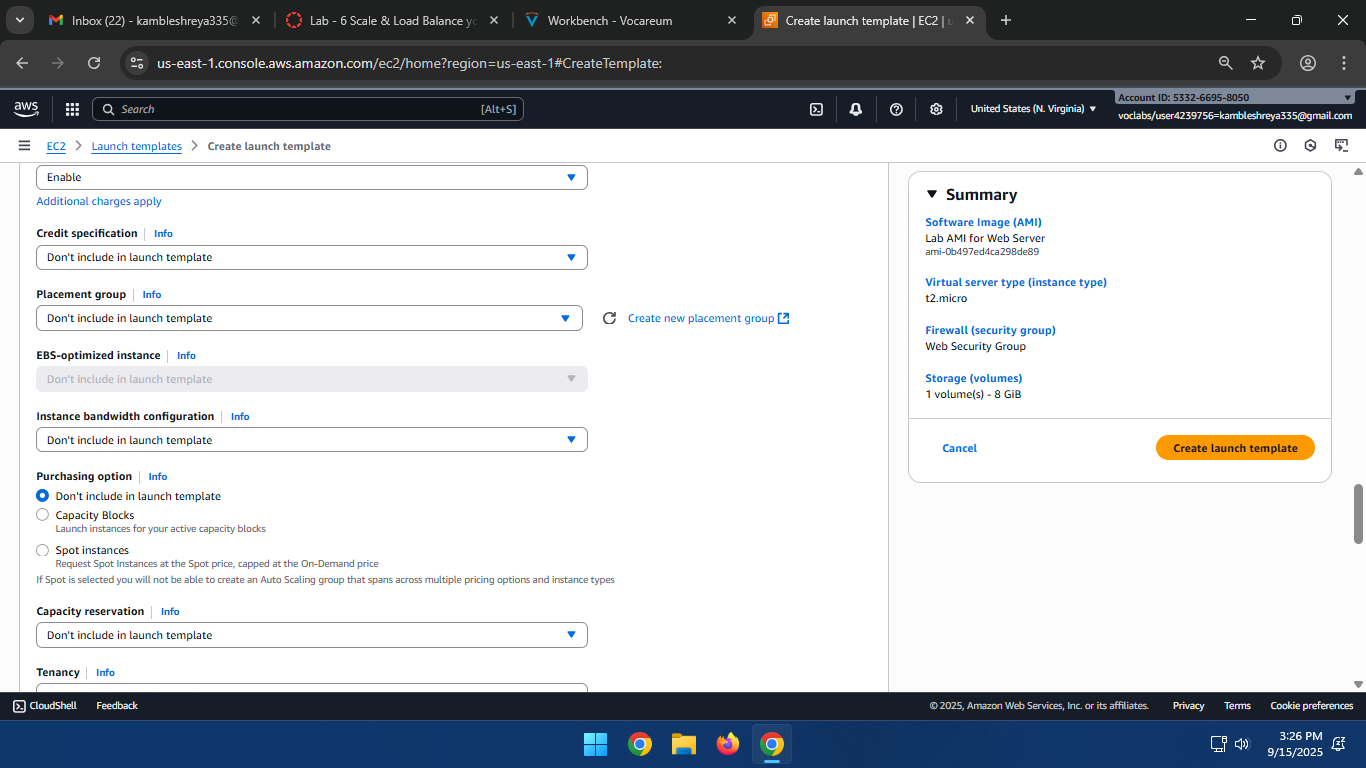 Inbox (22) - kambleshreya335@
Lab - 6 Scale & Load Balance yo
Workbench - Vocareum
Create launch template | EC2 | u
us-east-1.console.aws.amazon.com/ec2/home?region=us-east-1#CreateTemplate:
aws
Search
[Alt+S]
United States (N. Virginia)
Account ID: 5332-6695-8050
voclabs/user4239756=kambleshreya335@gmail.com
EC2
Launch templates
Create launch template
Enable
Additional charges apply
Credit specification
Info
Don't include in launch template
Placement group
Info
Don't include in launch template
Create new placement group
EBS-optimized instance
Info
Don't include in launch template
Instance bandwidth configuration
Info
Don't include in launch template
Purchasing option
Info
Don't include in launch template
Capacity Blocks
Launch instances for your active capacity blocks
Spot instances
Request Spot Instances at the Spot price, capped at the On-Demand price
If Spot is selected you will not be able to create an Auto Scaling group that spans across multiple pricing options and instance types
Capacity reservation
Info
Don't include in launch template
Tenancy
Info
Summary
Software Image (AMI)
Lab AMI for Web Server
ami-0b497ed4ca298de89
Virtual server type (instance type)
t2.micro
Firewall (security group)
Web Security Group
Storage (volumes)
1 volume(s) - 8 GiB
Cancel
Create launch template
CloudShell
Feedback
© 2025, Amazon Web Services, Inc. or its affiliates.
Privacy
Terms
Cookie preferences
3:26 PM
9/15/2025